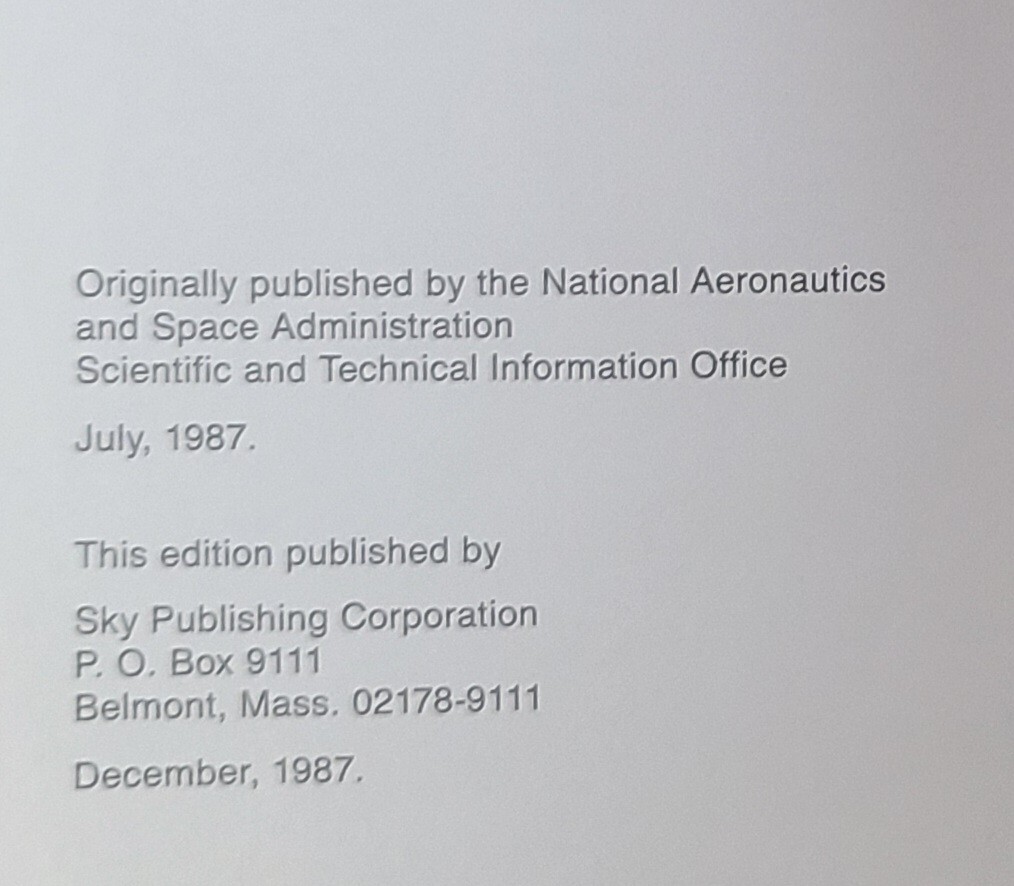 Originally published by the National Aeronautics
and Space Administration
Scientific and Technical Information Office
July, 1987.
This edition published by
Sky Publishing Corporation
P. O. Box 9111
Belmont, Mass. 02178-9111
December, 1987.